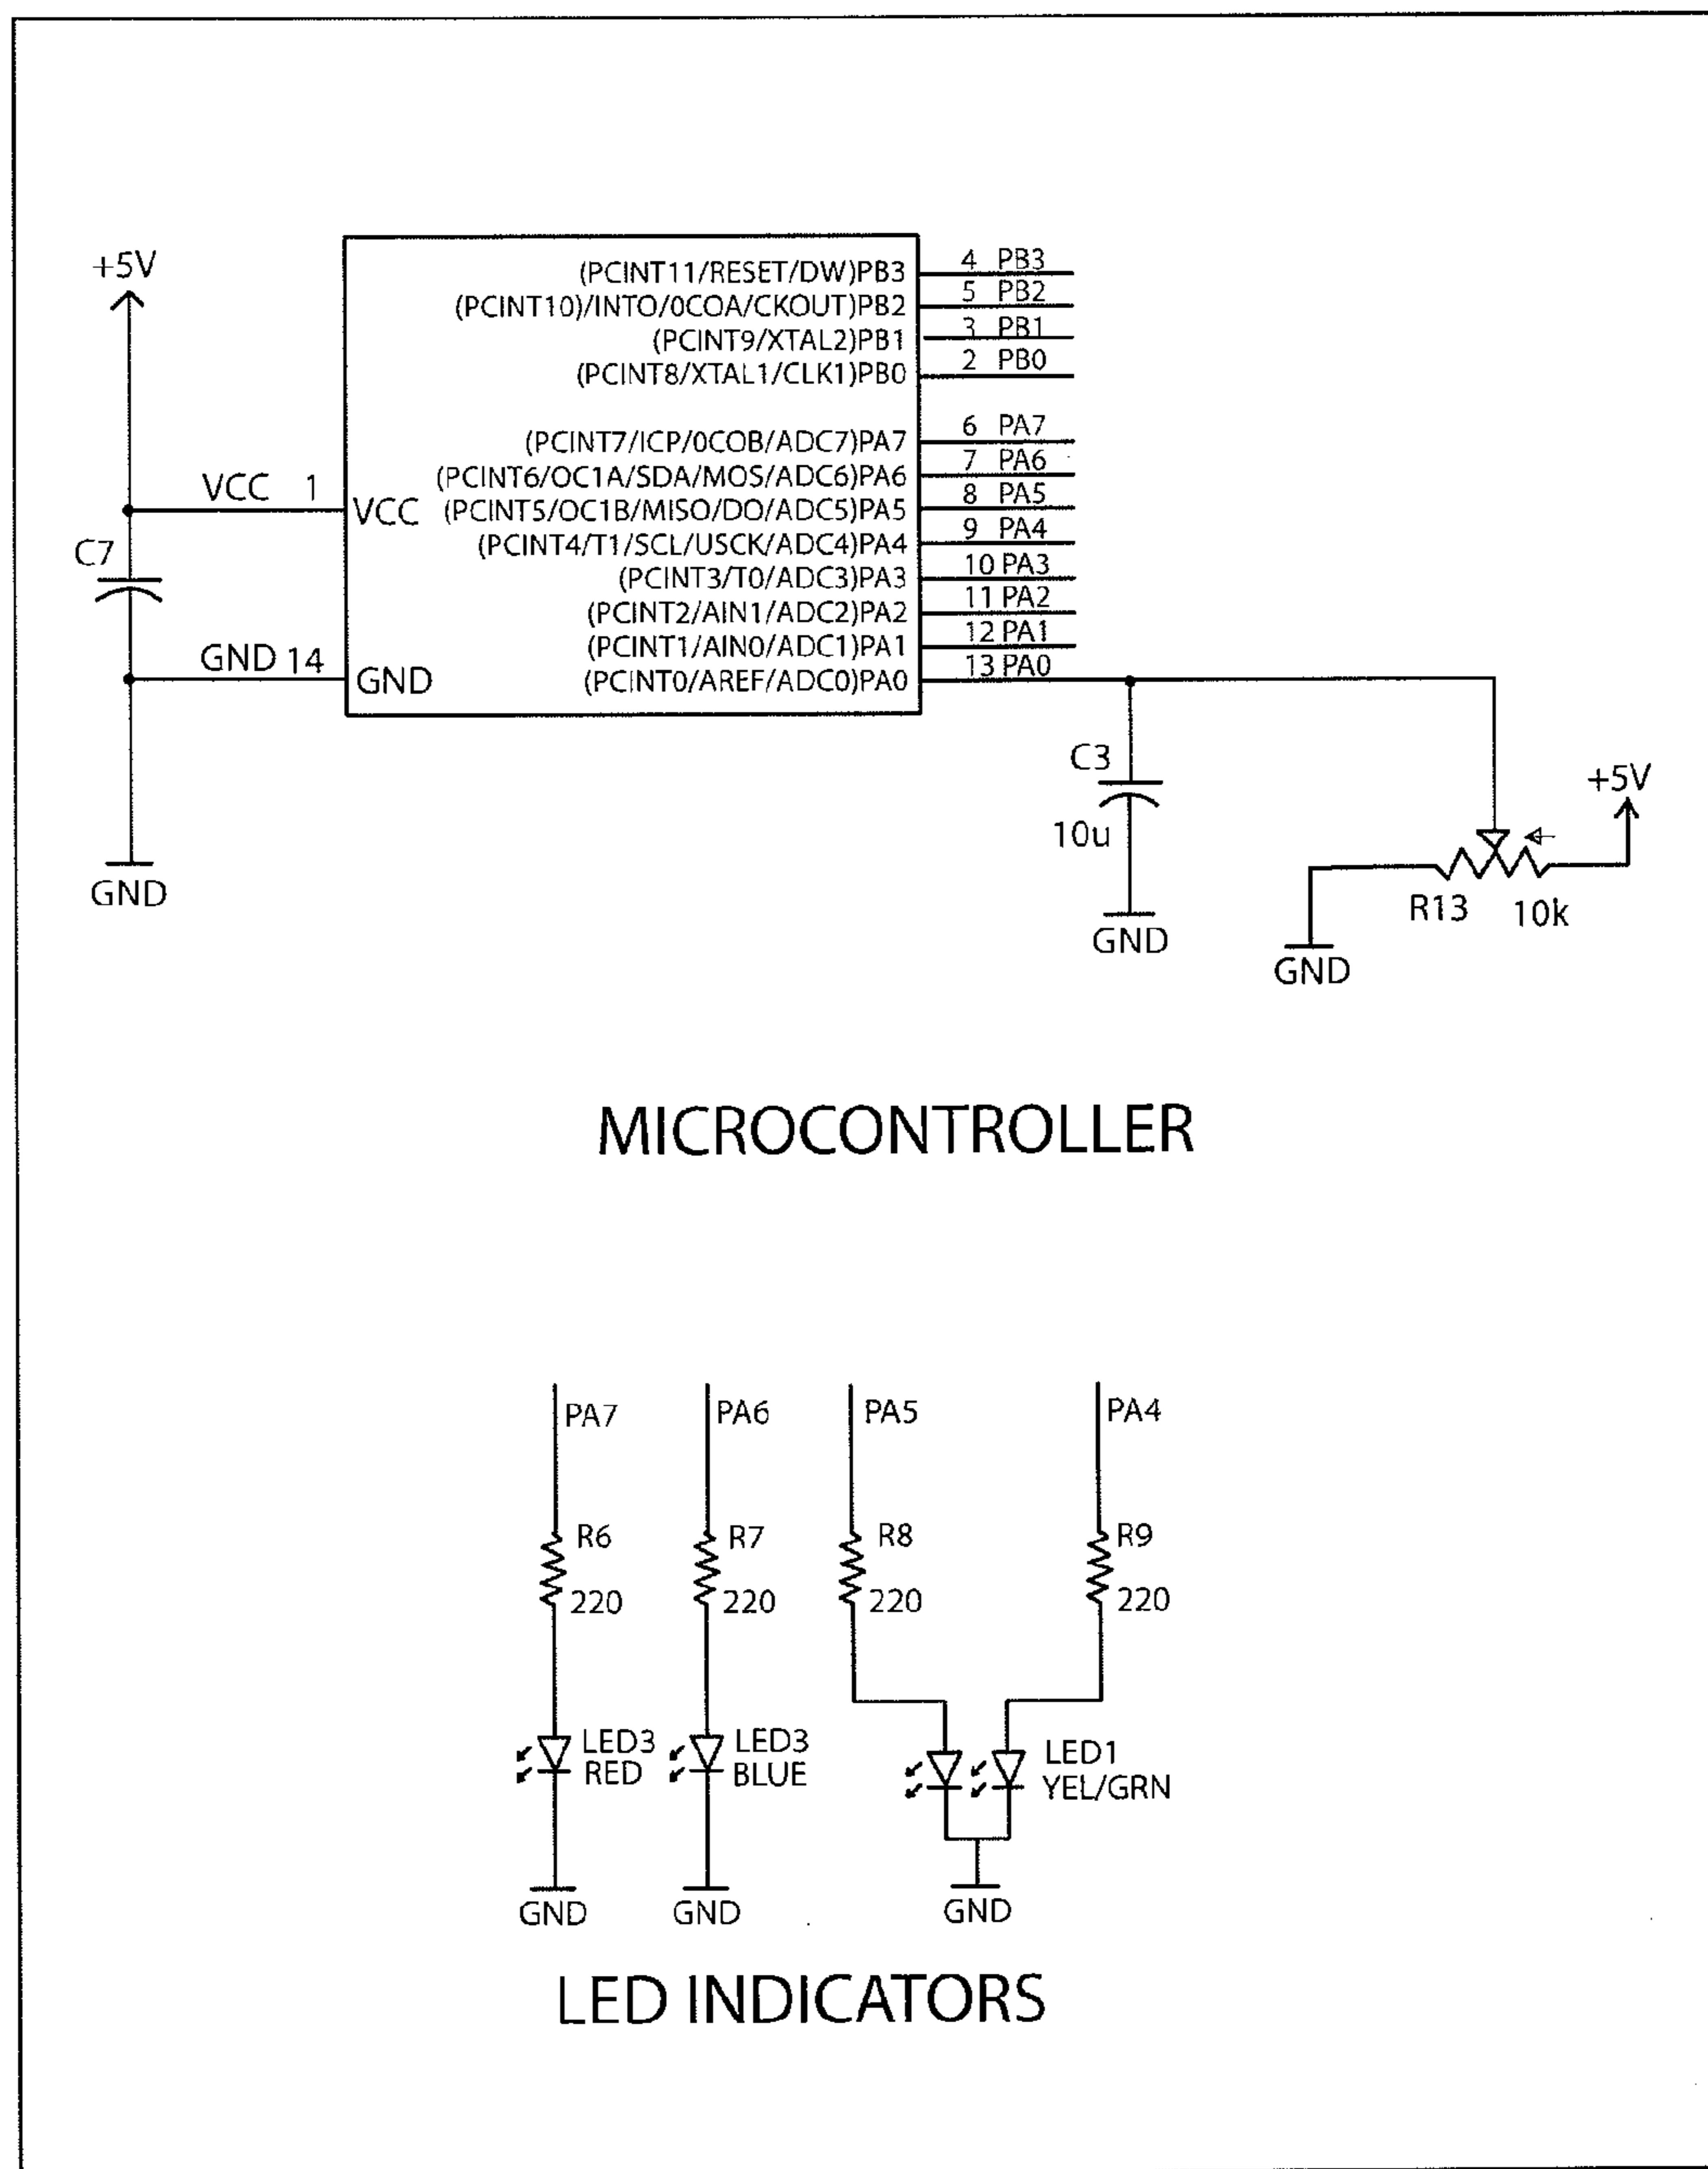 +5V
(PCINT11/RESET/DW)PB3 4 PB3
(PCINT10)/INTO/0COA/CKOUT)PB2 5 PB2
(PCINT9/XTAL2)PB1 3 PB1
(PCINT8/XTAL1/CLK1)PB0 2 PB0
(PCINT7/ICP/0COB/ADC7)PA7 6 PA7
(PCINT6/OC1A/SDA/MOS/ADC6)PA6 7 PA6
VCC 1 VCC (PCINT5/OC1B/MISO/DO/ADC5)PA5 8 PA5
(PCINT4/T1/SCL/USCK/ADC4)PA4 9 PA4
C7
(PCINT3/T0/ADC3)PA3 10 PA3
(PCINT2/AIN1/ADC2)PA2 11 PA2
(PCINT1/AIN0/ADC1)PA1 12 PA1
GND 14 GND (PCINT0/AREF/ADC0)PA0 13 PA0
C3
10u
+5V
GND
R13 10k
GND
GND
MICROCONTROLLER
PA7 PA6 PA5 PA4
R6 R7 R8 R9
220 220 220 220
LED3 LED3 LED1
RED BLUE YEL/GRN
GND GND GND
LED INDICATORS